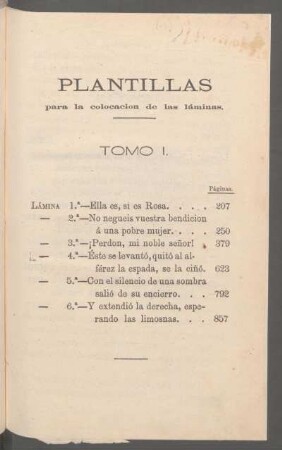 PLANTILLAS
para la colocacion de las láminas.
TOMO I.
Páginas.
LÁMINA 1.ª—Ella es, si es Rosa. . . . 207
— 2.ª—No negueis vuestra bendicion
á una pobre mujer. . . . 250
— 3.ª—¡Perdon, mi noble señor! . 379
— 4.ª—Éste se levantó, quitó al al-
férez la espada, se la ciñó. 623
— 5.ª—Con el silencio de una sombra
salió de su encierro. . . 792
— 6.ª—Y extendió la derecha, espe-
rando las limosnas. . . 857